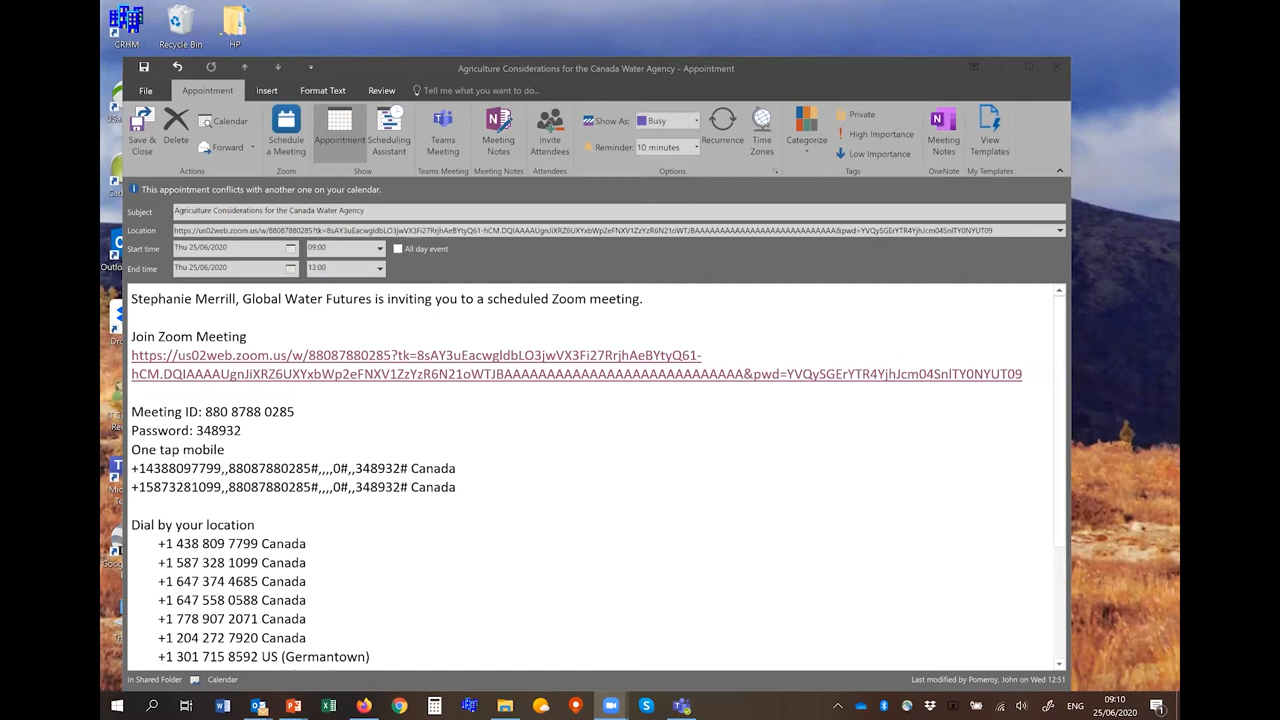 CRHM
Recycle Bin
HP
Agriculture Considerations for the Canada Water Agency - Appointment
File
Appointment
Insert
Format Text
Review
Tell me what you want to do...
Save & Close
Delete
Calendar
Forward
Actions
Schedule a Meeting
Zoom
Appointment
Scheduling Assistant
Show
Teams Meeting
Teams Meeting
Meeting Notes
Meeting Notes
Invite Attendees
Attendees
Show As: Busy
Reminder: 10 minutes
Recurrence
Time Zones
Options
Categorize
Private
High Importance
Low Importance
Tags
Meeting Notes
OneNote
View Templates
My Templates
This appointment conflicts with another one on your calendar.
Subject Agriculture Considerations for the Canada Water Agency
Location
Start time Thu 25/06/2020 09:00 All day event
End time Thu 25/06/2020 13:00
Stephanie Merrill, Global Water Futures is inviting you to a scheduled Zoom meeting.
Join Zoom Meeting
https://us02web.zoom.us/w/88087880285?tk=8sAY3uEacwgldbLO3jwVX3Fi27RrjhAeBYtyQ61-
hCM.DQIAAAAUgnJiXRZ6UXYxbWp2eFNXV1ZzYzR6N21oWTJBAAAAAAAAAAAAAAAAAAAAAAAAAAA&pwd=YVQySGErYTR4YjhJcm04SnlTY0NYUT09
Meeting ID: 880 8788 0285
Password: 348932
One tap mobile
+14388097799,,88087880285#,,,,0#,,348932# Canada
+15873281099,,88087880285#,,,,0#,,348932# Canada
Dial by your location
+1 438 809 7799 Canada
+1 587 328 1099 Canada
+1 647 374 4685 Canada
+1 647 558 0588 Canada
+1 778 907 2071 Canada
+1 204 272 7920 Canada
+1 301 715 8592 US (Germantown)
In Shared Folder Calendar
Last modified by Pomeroy, John on Wed 12:51
09:10
25/06/2020